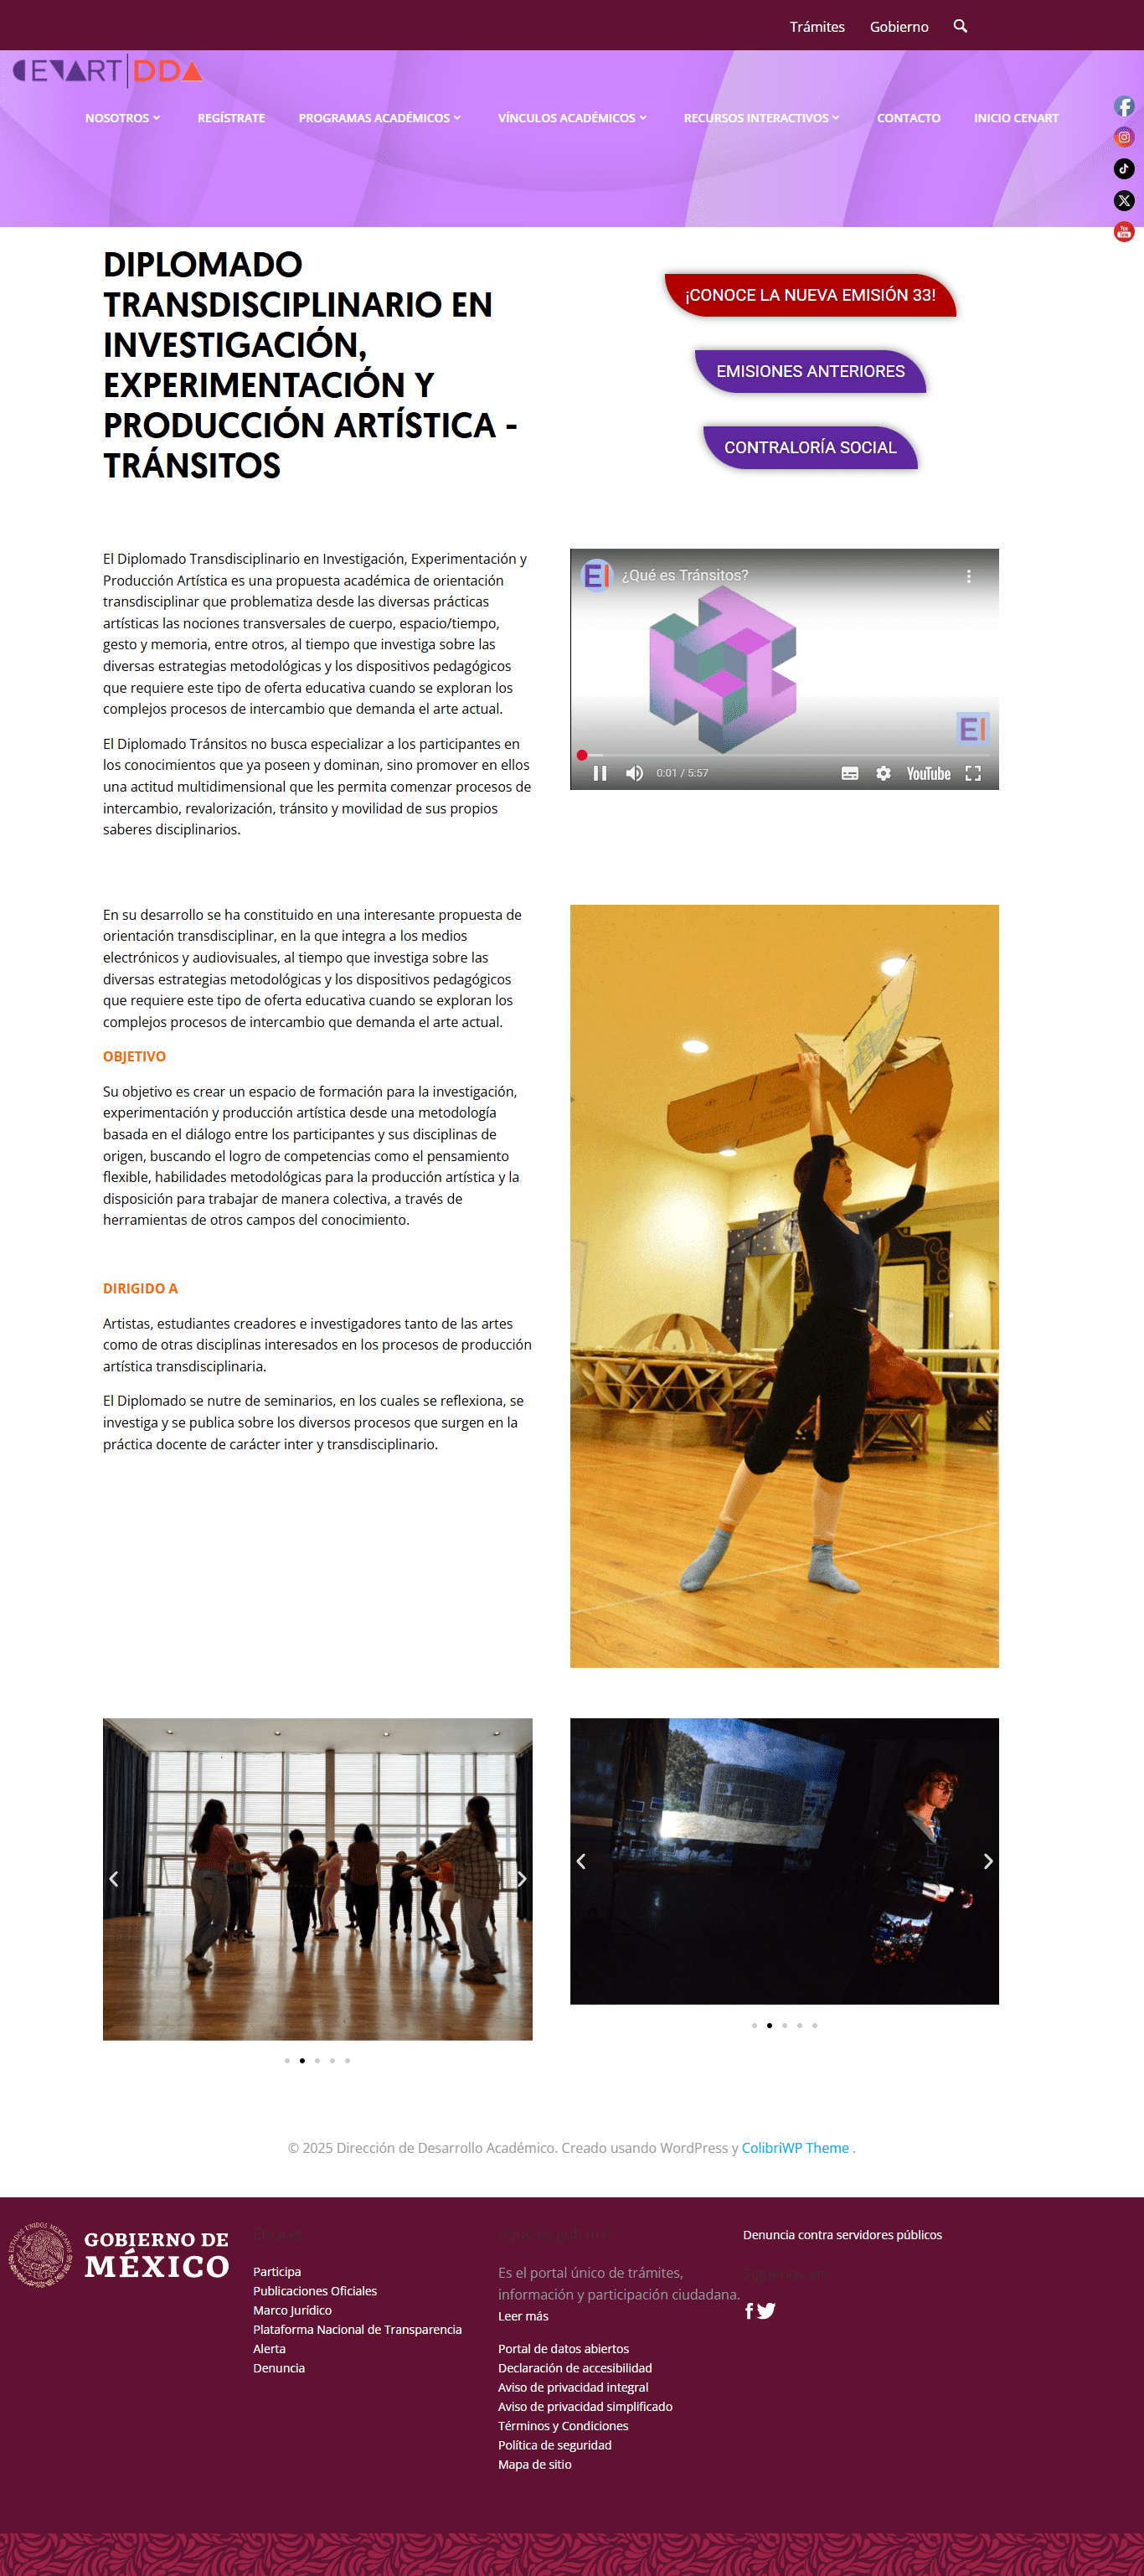 Trámites Gobierno
CENART DDA
NOSOTROS REGÍSTRATE PROGRAMAS ACADÉMICOS VÍNCULOS ACADÉMICOS RECURSOS INTERACTIVOS CONTACTO INICIO CENART
DIPLOMADO
TRANSDISCIPLINARIO EN
INVESTIGACIÓN,
EXPERIMENTACIÓN Y
PRODUCCIÓN ARTÍSTICA -
TRÁNSITOS
¡CONOCE LA NUEVA EMISIÓN 33!
EMISIONES ANTERIORES
CONTRALORÍA SOCIAL
El Diplomado Transdisciplinario en Investigación, Experimentación y
Producción Artística es una propuesta académica de orientación
transdisciplinar que problematiza desde las diversas prácticas
artísticas las nociones transversales de cuerpo, espacio/tiempo,
gesto y memoria, entre otros, al tiempo que investiga sobre las
diversas estrategias metodológicas y los dispositivos pedagógicos
que requiere este tipo de oferta educativa cuando se exploran los
complejos procesos de intercambio que demanda el arte actual.
El Diplomado Tránsitos no busca especializar a los participantes en
los conocimientos que ya poseen y dominan, sino promover en ellos
una actitud multidimensional que les permita comenzar procesos de
intercambio, revalorización, tránsito y movilidad de sus propios
saberes disciplinarios.
EI ¿Qué es Tránsitos?
EI
0:01 / 5:57 YouTube
En su desarrollo se ha constituido en una interesante propuesta de
orientación transdisciplinar, en la que integra a los medios
electrónicos y audiovisuales, al tiempo que investiga sobre las
diversas estrategias metodológicas y los dispositivos pedagógicos
que requiere este tipo de oferta educativa cuando se exploran los
complejos procesos de intercambio que demanda el arte actual.
OBJETIVO
Su objetivo es crear un espacio de formación para la investigación,
experimentación y producción artística desde una metodología
basada en el diálogo entre los participantes y sus disciplinas de
origen, buscando el logro de competencias como el pensamiento
flexible, habilidades metodológicas para la producción artística y la
disposición para trabajar de manera colectiva, a través de
herramientas de otros campos del conocimiento.
DIRIGIDO A
Artistas, estudiantes creadores e investigadores tanto de las artes
como de otras disciplinas interesados en los procesos de producción
artística transdisciplinaria.
El Diplomado se nutre de seminarios, en los cuales se reflexiona, se
investiga y se publica sobre los diversos procesos que surgen en la
práctica docente de carácter inter y transdisciplinario.
© 2025 Dirección de Desarrollo Académico. Creado usando WordPress y ColibriWP Theme .
ESTADOS UNIDOS MEXICANOS
GOBIERNO DE
MÉXICO
Enlaces
Participa
Publicaciones Oficiales
Marco Jurídico
Plataforma Nacional de Transparencia
Alerta
Denuncia
¿Qué es gob.mx?
Es el portal único de trámites,
información y participación ciudadana.
Leer más
Portal de datos abiertos
Declaración de accesibilidad
Aviso de privacidad integral
Aviso de privacidad simplificado
Términos y Condiciones
Política de seguridad
Mapa de sitio
Denuncia contra servidores públicos
Síguenos en